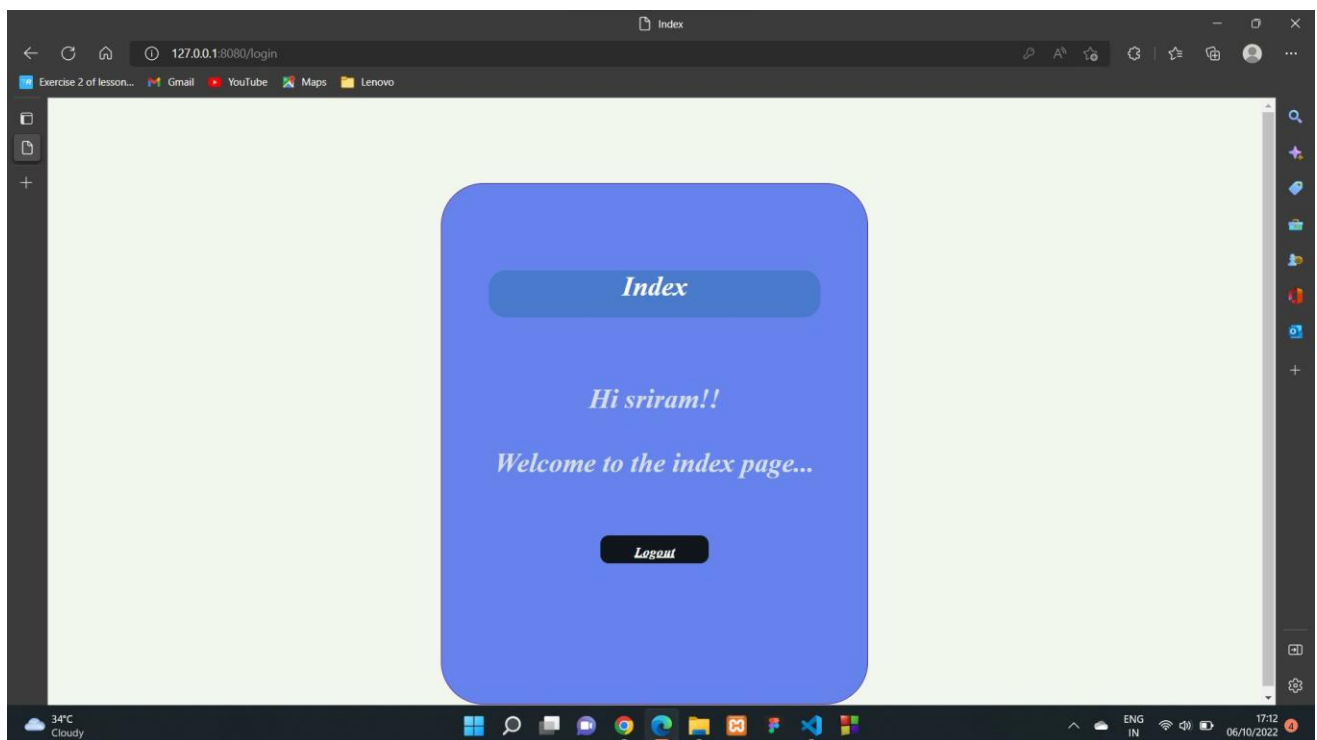 Index
127.0.0.1:8080/login
Exercise 2 of lesson... Gmail YouTube Maps Lenovo
Index
Hi sriram!!
Welcome to the index page...
Logout
34°C
Cloudy
ENG
IN
17:12
06/10/2022
4